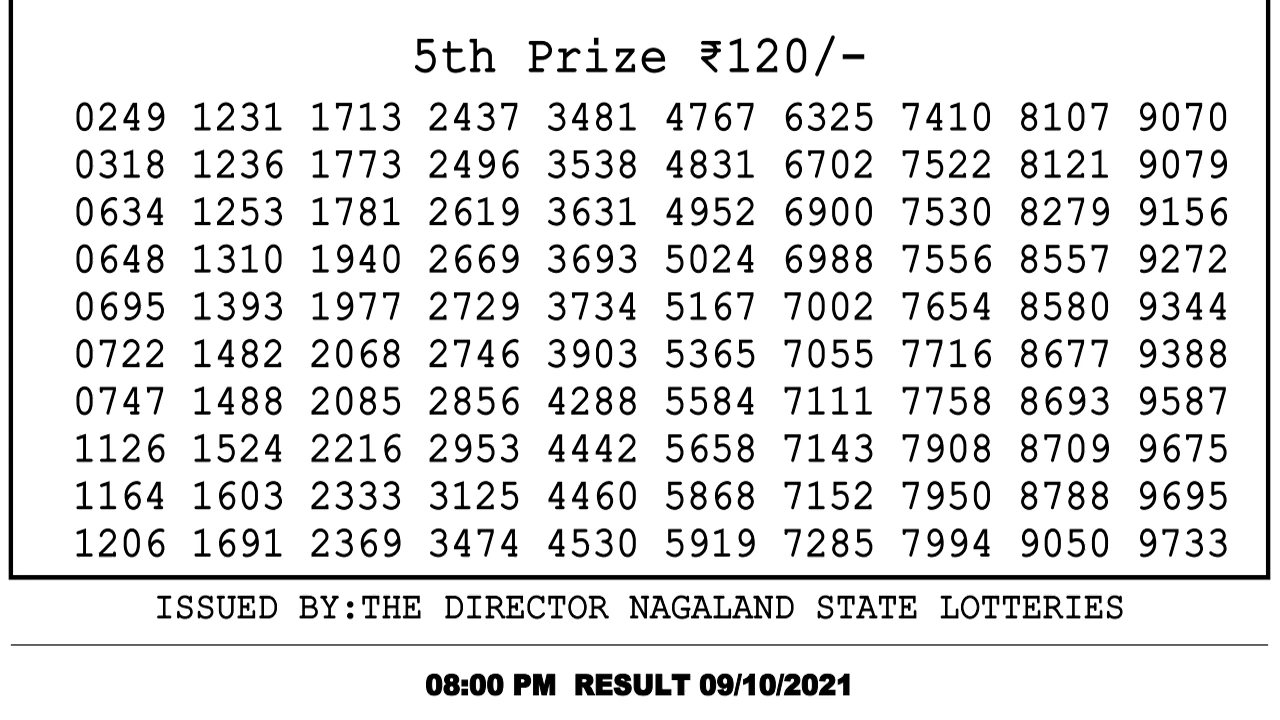 5th Prize ₹120/-
0249 1231 1713 2437 3481 4767 6325 7410 8107 9070
0318 1236 1773 2496 3538 4831 6702 7522 8121 9079
0634 1253 1781 2619 3631 4952 6900 7530 8279 9156
0648 1310 1940 2669 3693 5024 6988 7556 8557 9272
0695 1393 1977 2729 3734 5167 7002 7654 8580 9344
0722 1482 2068 2746 3903 5365 7055 7716 8677 9388
0747 1488 2085 2856 4288 5584 7111 7758 8693 9587
1126 1524 2216 2953 4442 5658 7143 7908 8709 9675
1164 1603 2333 3125 4460 5868 7152 7950 8788 9695
1206 1691 2369 3474 4530 5919 7285 7994 9050 9733
ISSUED BY:THE DIRECTOR NAGALAND STATE LOTTERIES
08:00 PM RESULT 09/10/2021